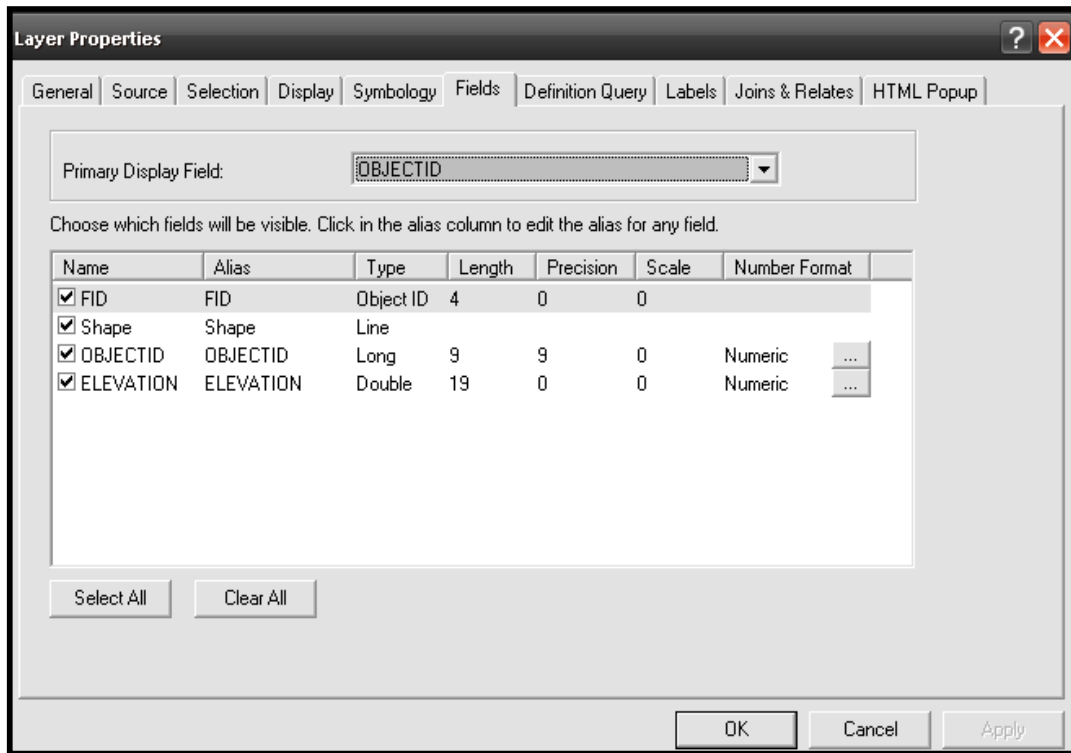 Layer Properties
?
General Source Selection Display Symbology Fields Definition Query Labels Joins & Relates HTML Popup
Primary Display Field: OBJECTID
Choose which fields will be visible. Click in the alias column to edit the alias for any field.
Name Alias Type Length Precision Scale Number Format
FID FID Object ID 4 0 0
Shape Shape Line
OBJECTID OBJECTID Long 9 9 0 Numeric ...
ELEVATION ELEVATION Double 19 0 0 Numeric ...
Select All Clear All
OK Cancel Apply